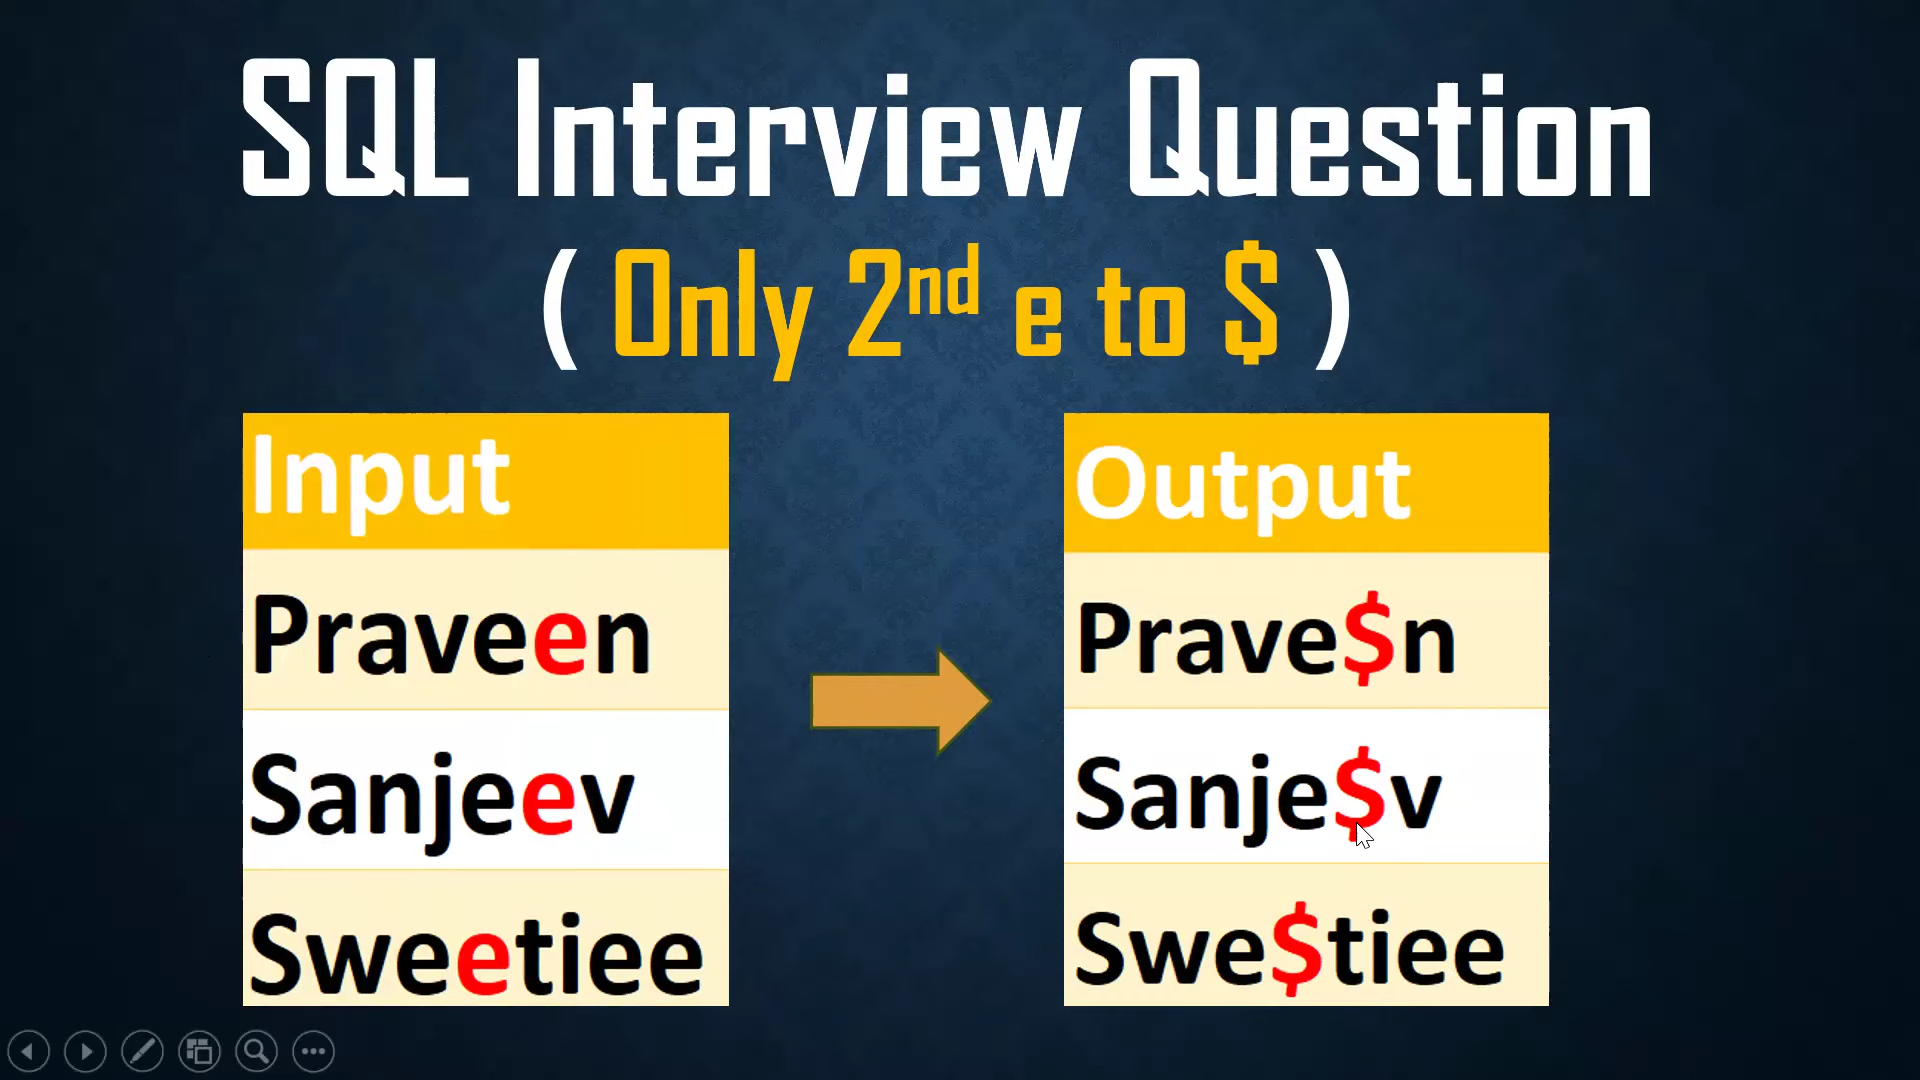 SQL Interview Question
( Only 2nd e to $ )
Input
Praveen
Sanjeev
Sweetiee
Output
Prave$n
Sanje$v
Swe$tiee